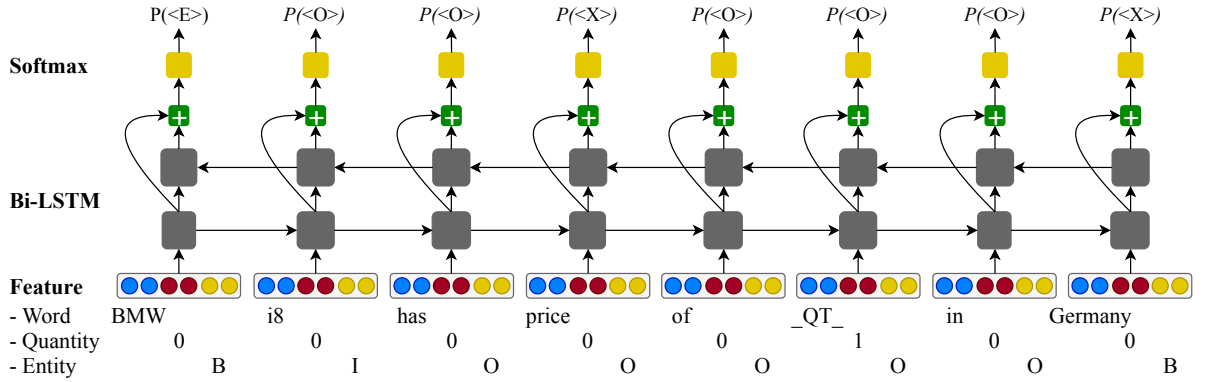 P(<E>) P(<O>) P(<O>) P(<X>) P(<O>) P(<O>) P(<O>) P(<X>)
Softmax
+ + + + + + + +
Bi-LSTM
Feature
- Word BMW i8 has price of _QT_ in Germany
- Quantity 0 0 0 0 0 1 0 0
- Entity B I O O O O O B